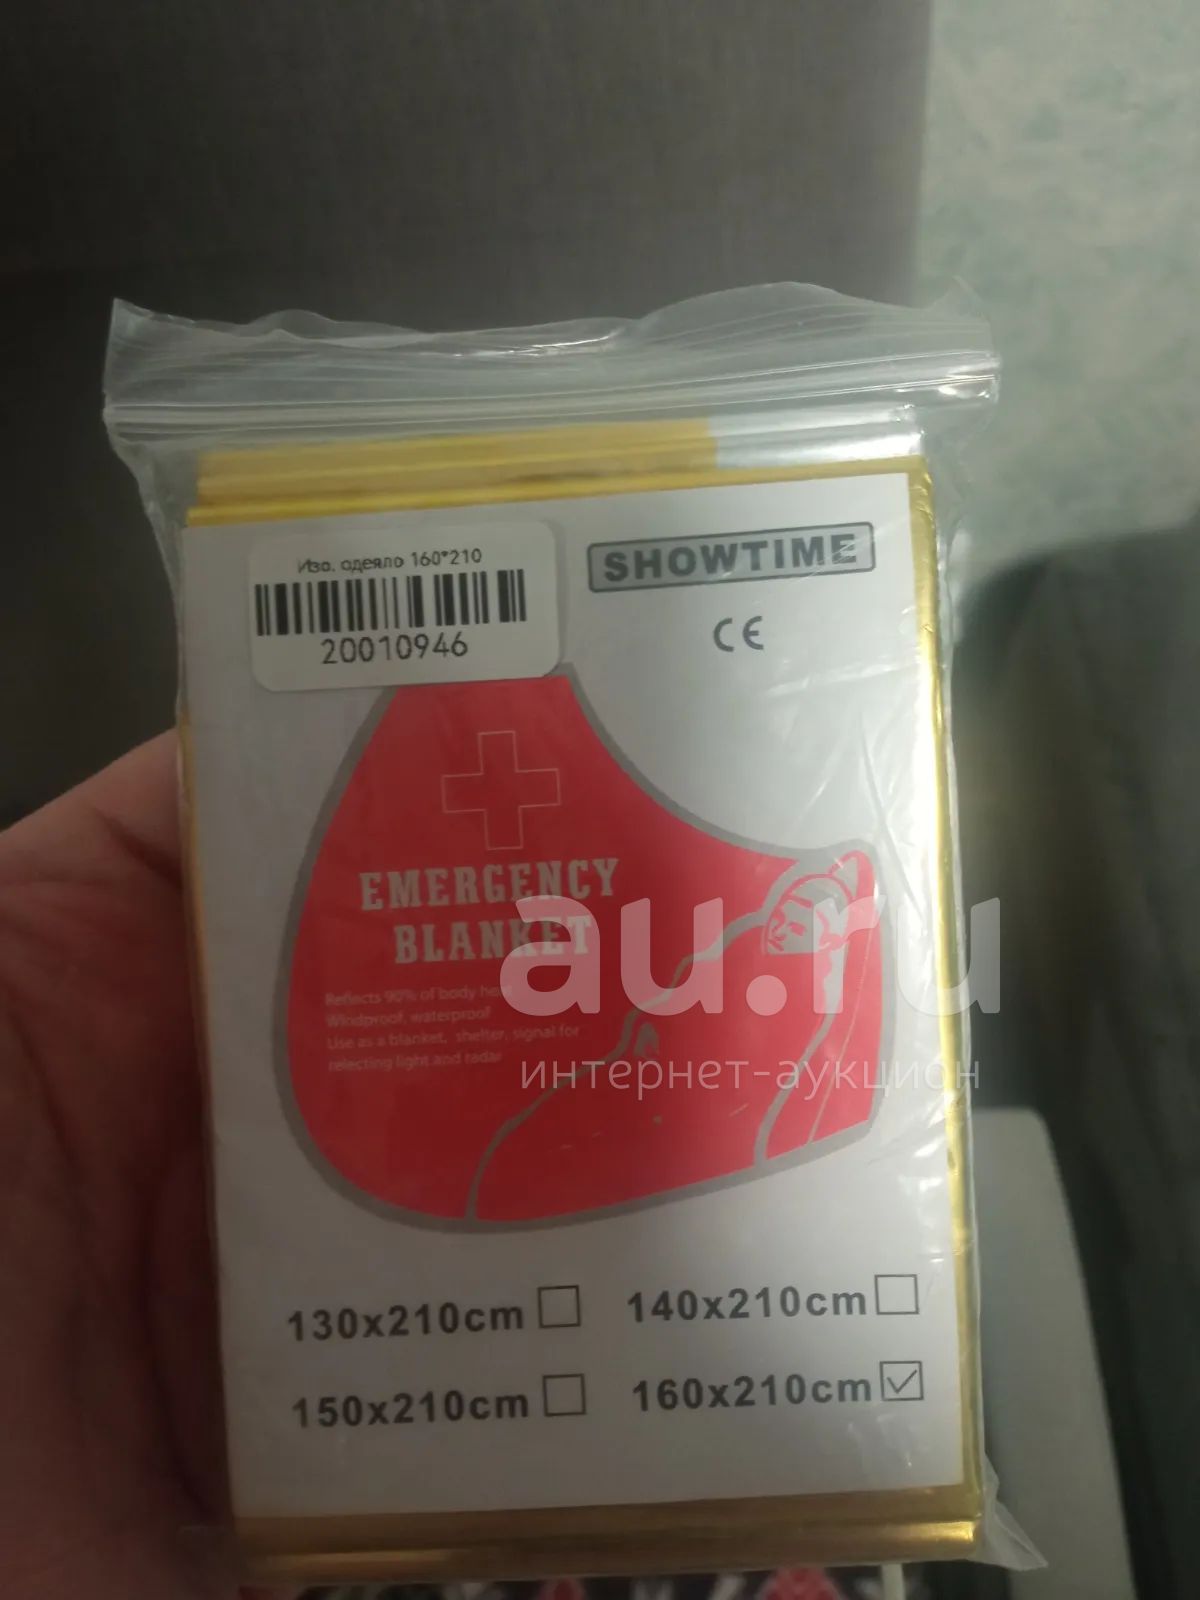 Изо. одеяло 160*210
20010946
SHOWTIME
CE
EMERGENCY
BLANKET
Reflects 90% of body heat
Windproof, waterproof
Use as a blanket, shelter, signal for
relecting light and radar
au.ru
интернет-аукцион
130x210cm
140x210cm
150x210cm
160x210cm